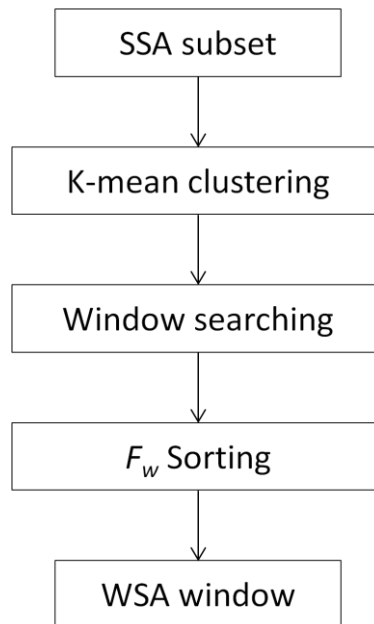 SSA subset
K-mean clustering
Window searching
Fw Sorting
WSA window